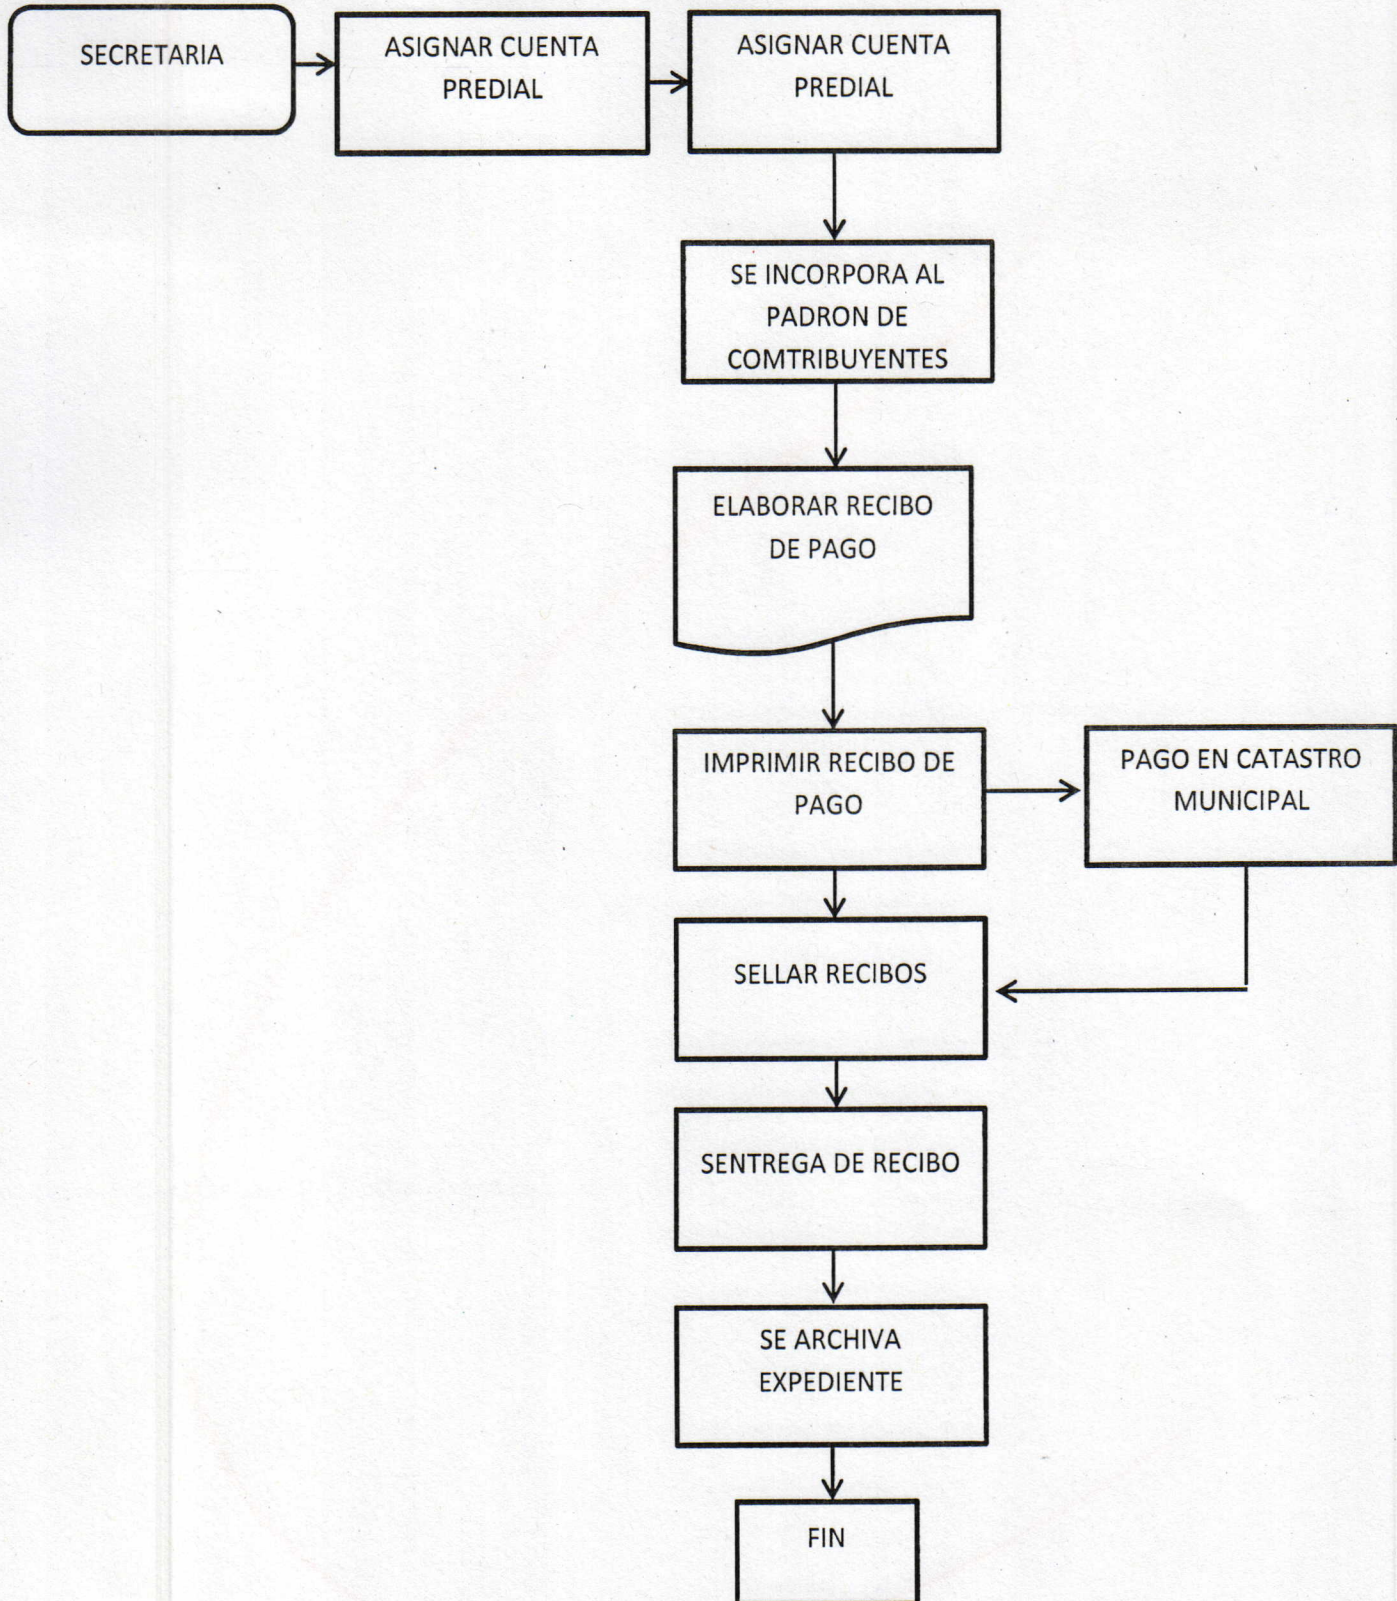 SECRETARIA
ASIGNAR CUENTA
PREDIAL
ASIGNAR CUENTA
PREDIAL
SE INCORPORA AL
PADRON DE
COMTRIBUYENTES
ELABORAR RECIBO
DE PAGO
IMPRIMIR RECIBO DE
PAGO
PAGO EN CATASTRO
MUNICIPAL
SELLAR RECIBOS
SENTREGA DE RECIBO
SE ARCHIVA
EXPEDIENTE
FIN